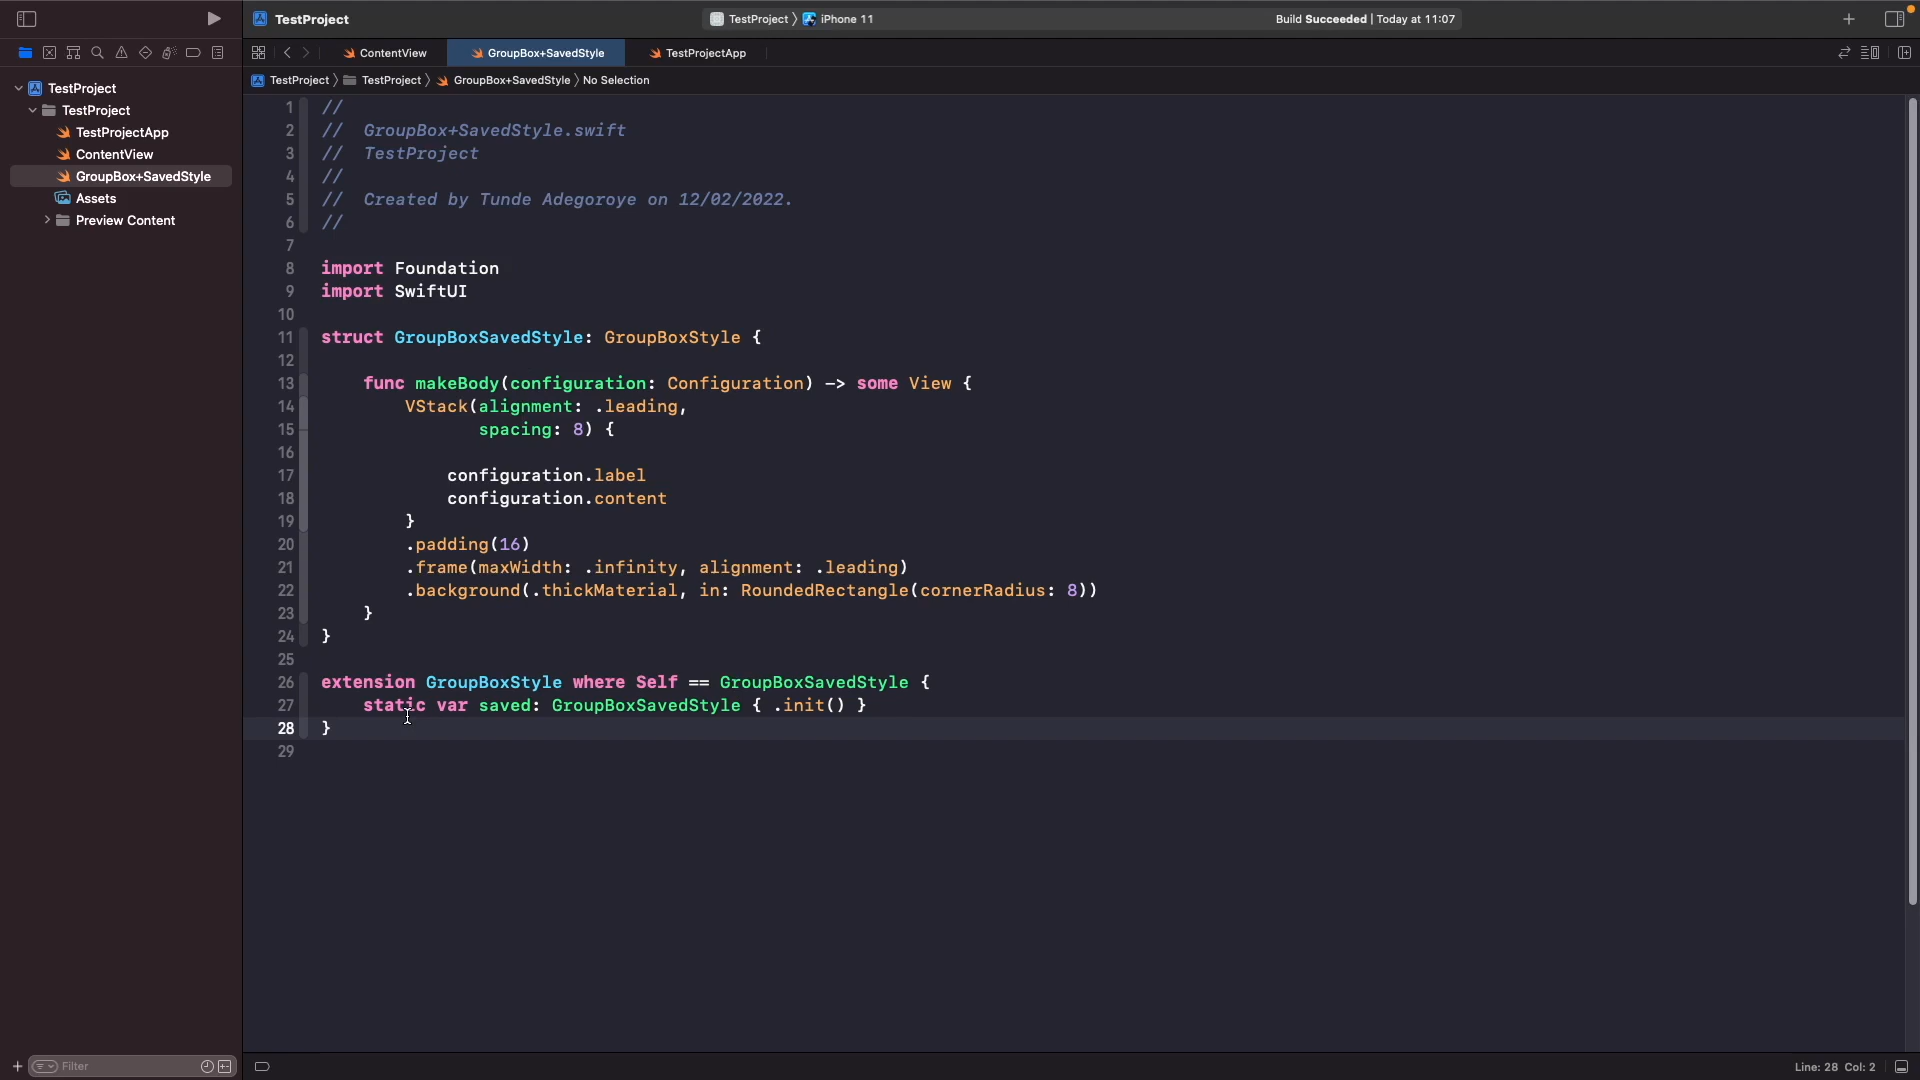 TestProject
TestProject 〉 iPhone 11
Build Succeeded | Today at 11:07
ContentView
GroupBox+SavedStyle
TestProjectApp
TestProject 〉 TestProject 〉 GroupBox+SavedStyle 〉 No Selection
TestProject
TestProject
TestProjectApp
ContentView
GroupBox+SavedStyle
Assets
Preview Content
1 //
2 //  GroupBox+SavedStyle.swift
3 //  TestProject
4 //
5 //  Created by Tunde Adegoroye on 12/02/2022.
6 //
7
8 import Foundation
9 import SwiftUI
10
11 struct GroupBoxSavedStyle: GroupBoxStyle {
12
13     func makeBody(configuration: Configuration) -> some View {
14         VStack(alignment: .leading,
15                spacing: 8) {
16
17             configuration.label
18             configuration.content
19         }
20         .padding(16)
21         .frame(maxWidth: .infinity, alignment: .leading)
22         .background(.thickMaterial, in: RoundedRectangle(cornerRadius: 8))
23     }
24 }
25
26 extension GroupBoxStyle where Self == GroupBoxSavedStyle {
27     static var saved: GroupBoxSavedStyle { .init() }
28 }
29
Filter
Line: 28 Col: 2